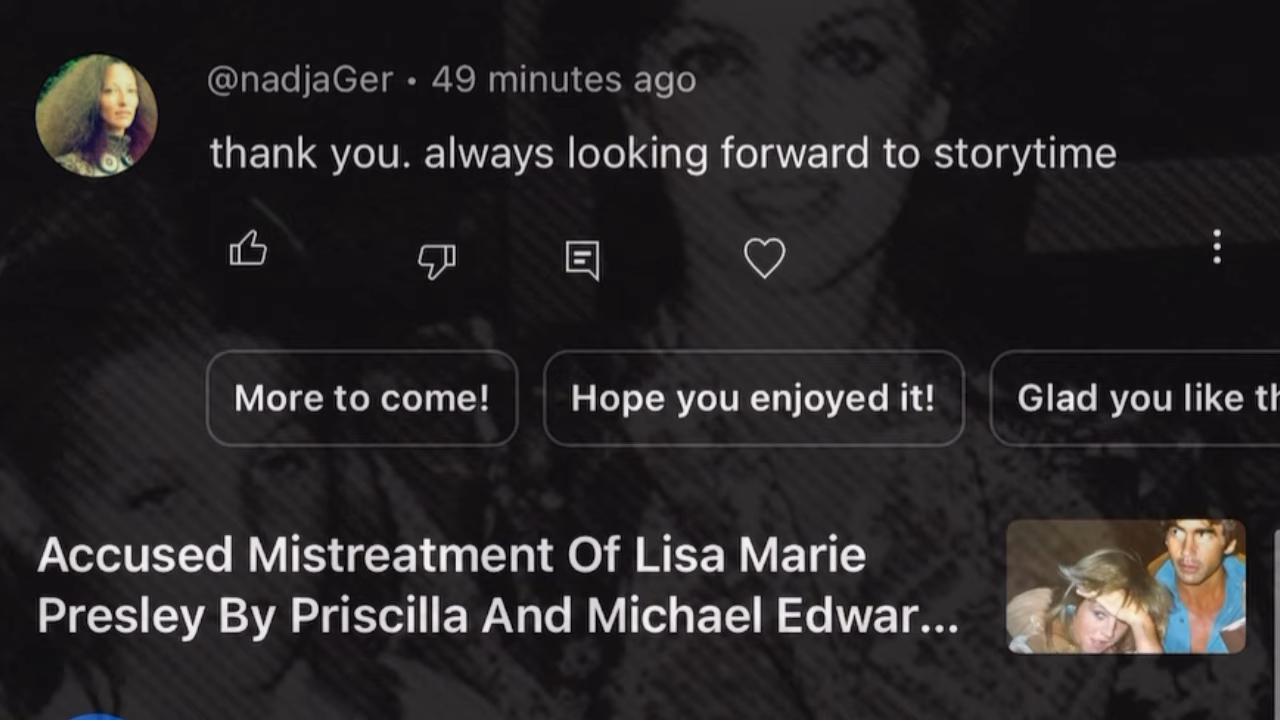 @nadjaGer • 49 minutes ago
thank you. always looking forward to storytime
More to come!
Hope you enjoyed it!
Glad you like th
Accused Mistreatment Of Lisa Marie
Presley By Priscilla And Michael Edwar...